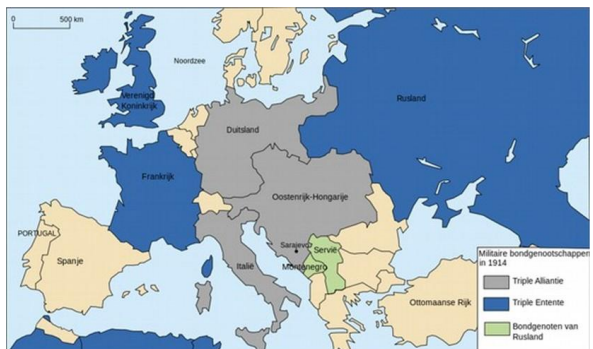 0 500 km
Noordzee
Verenigd
Koninkrijk
Rusland
Duitsland
Frankrijk
Oostenrijk-Hongarije
PORTUGAL
Spanje
Sarajevo
Servië
Italië
Montenegro
Ottomaanse Rijk
Militaire bondgenootschappen
in 1914
Triple Alliantie
Triple Entente
Bondgenoten van
Rusland